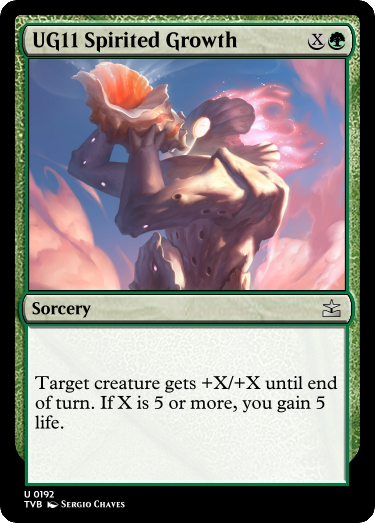 UG11 Spirited Growth X
Sorcery
Target creature gets +X/+X until end
of turn. If X is 5 or more, you gain 5
life.
U 0192
TVB Sergio Chaves